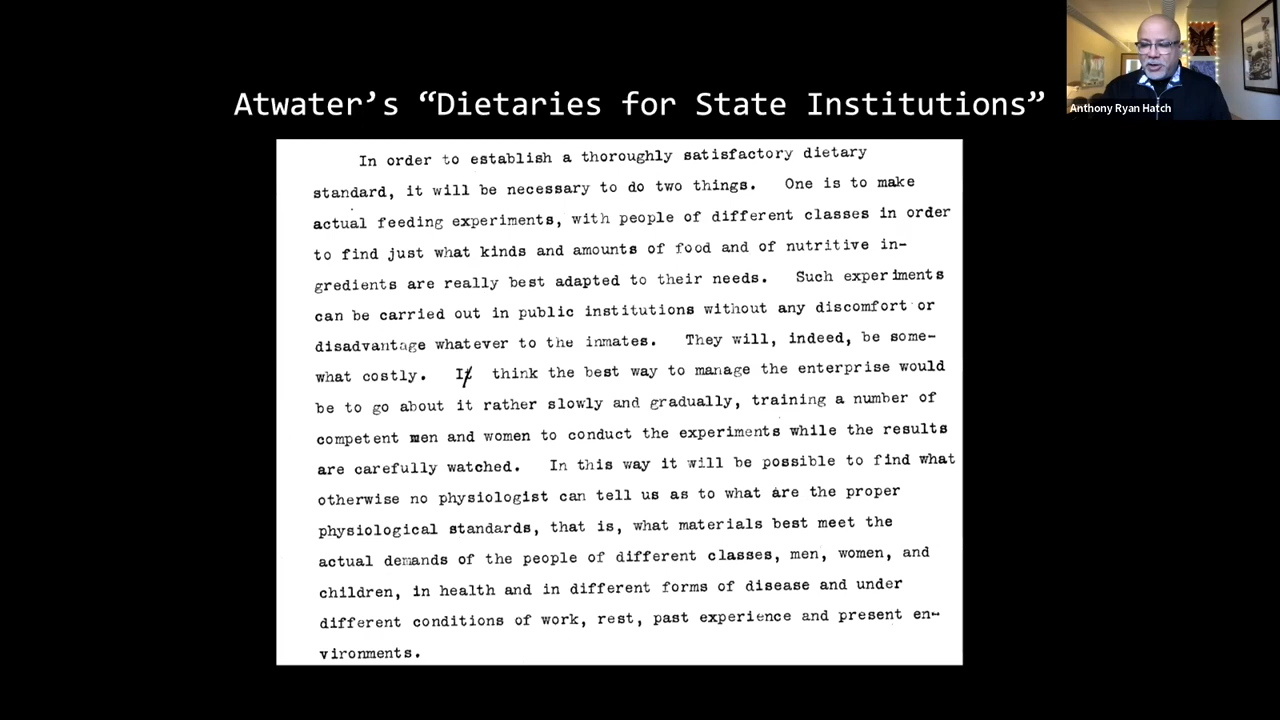 Atwater’s “Dietaries for State Institutions”
Anthony Ryan Hatch
In order to establish a thoroughly satisfactory dietary
standard, it will be necessary to do two things. One is to make
actual feeding experiments, with people of different classes in order
to find just what kinds and amounts of food and of nutritive in-
gredients are really best adapted to their needs. Such experiments
can be carried out in public institutions without any discomfort or
disadvantage whatever to the inmates. They will, indeed, be some-
what costly. I think the best way to manage the enterprise would
be to go about it rather slowly and gradually, training a number of
competent men and women to conduct the experiments while the results
are carefully watched. In this way it will be possible to find what
otherwise no physiologist can tell us as to what are the proper
physiological standards, that is, what materials best meet the
actual demands of the people of different classes, men, women, and
children, in health and in different forms of disease and under
different conditions of work, rest, past experience and present en-
vironments.